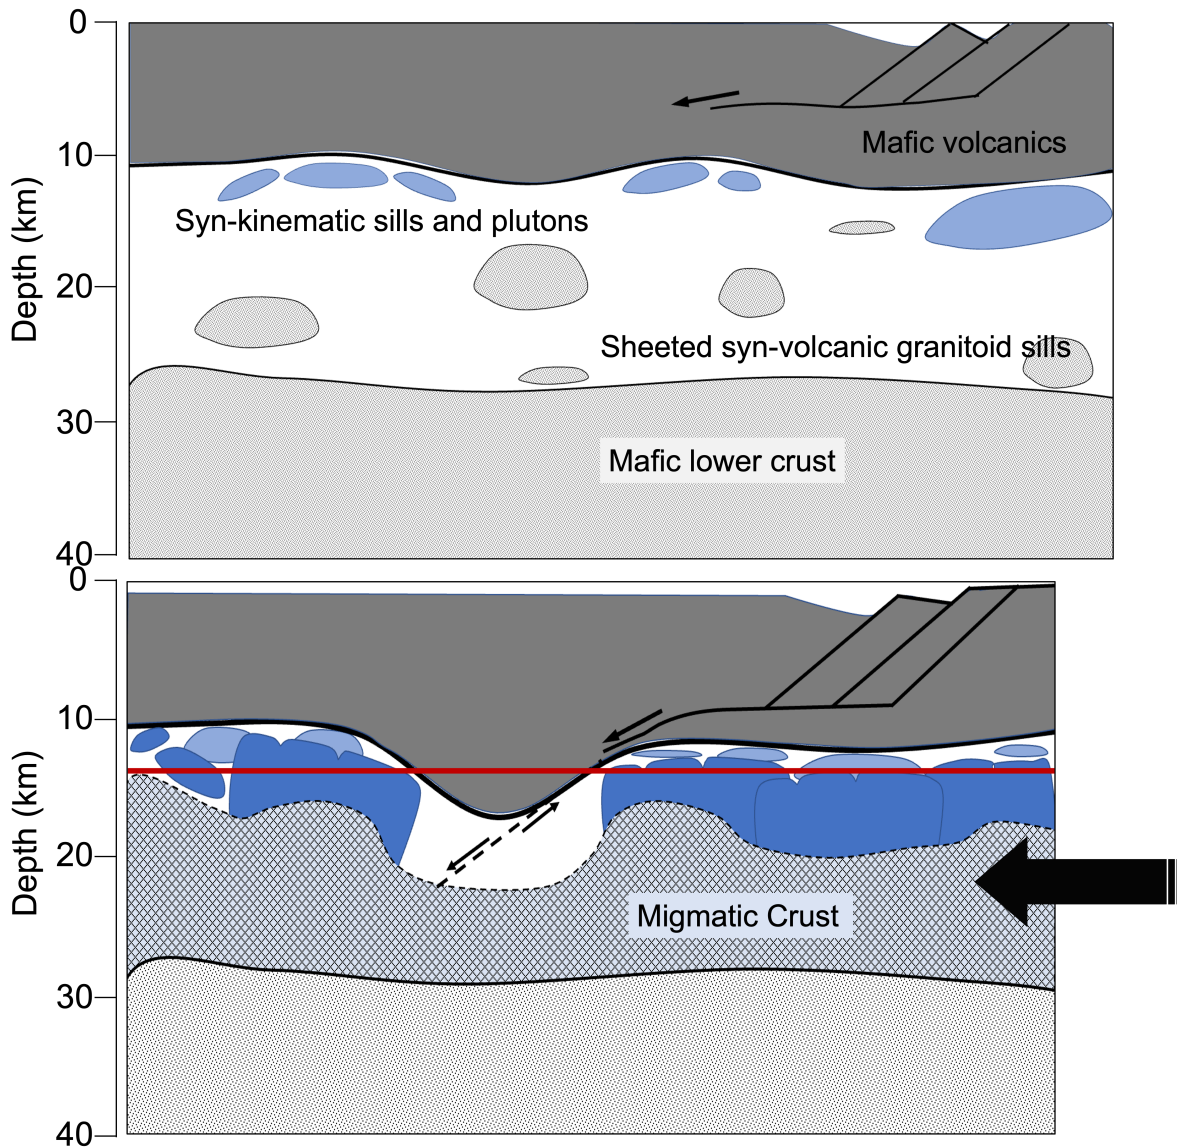 0
10
20
30
40
Depth (km)
Mafic volcanics
Syn-kinematic sills and plutons
Sheeted syn-volcanic granitoid sills
Mafic lower crust
0
10
20
30
40
Depth (km)
Migmatic Crust